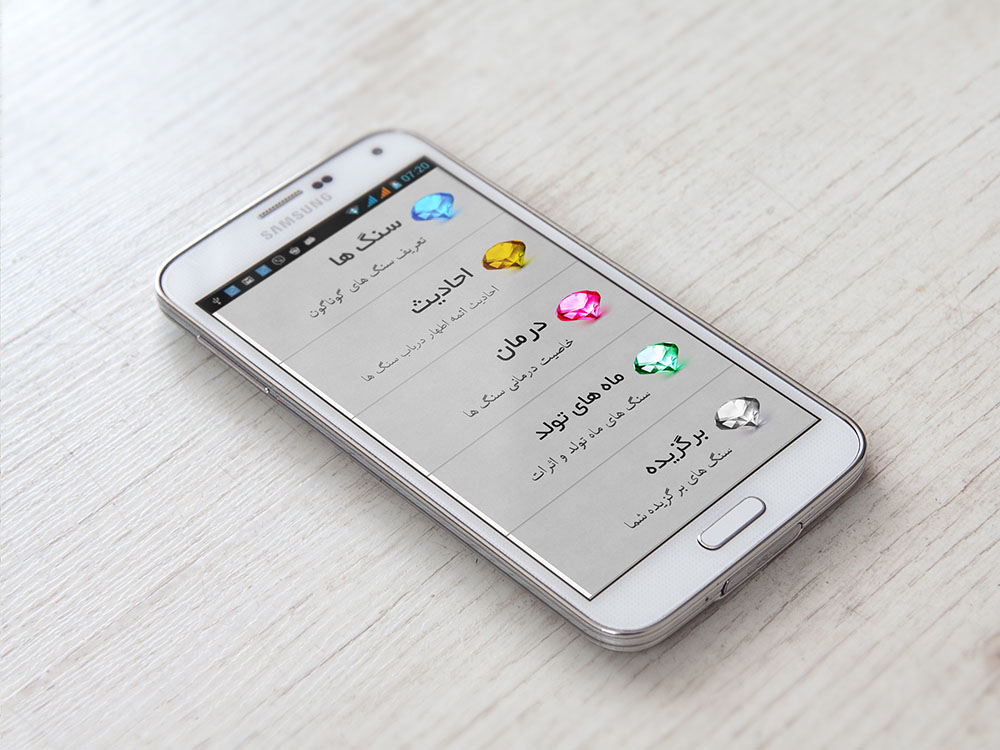 SAMSUNG
07:20
سنگ ها
تعریف سنگ های گوناگون
احادیث
احادیث ائمه اطهار درباب سنگ ها
درمان
خاصیت درمانی سنگ ها
ماه های تولد
سنگ های ماه تولد و اثرات
برگزیده
سنگ های برگزیده شما